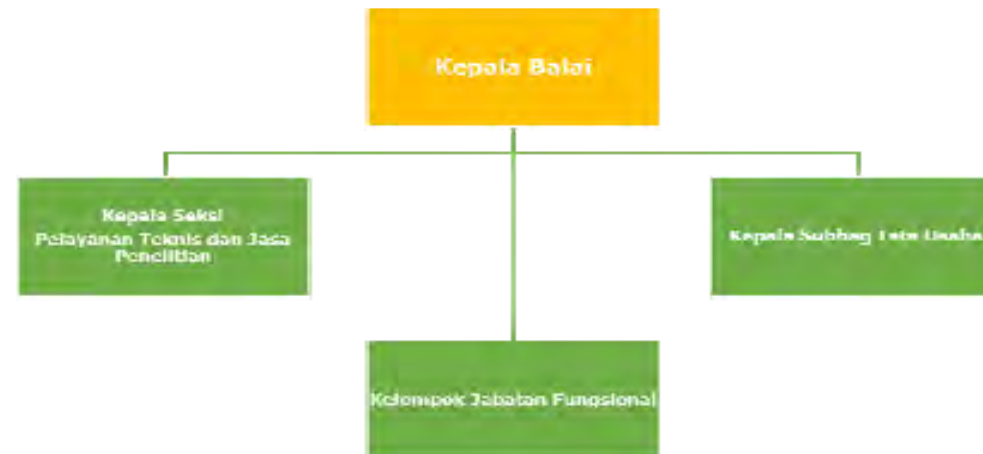 Kepala Balai
Kepala Seksi
Pelayanan Teknis dan Jasa
Penelitian
Kepala Subbag Tata Usaha
Kelompok Jabatan Fungsional